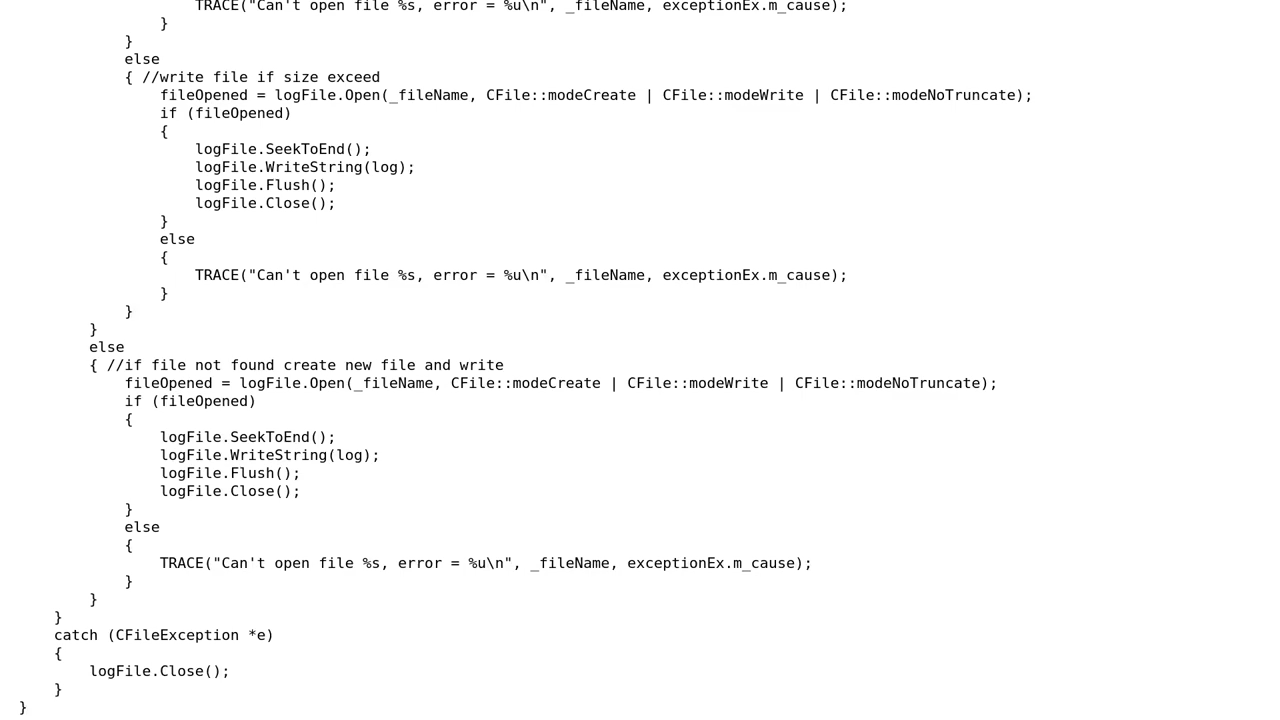 TRACE("Can't open file %s, error = %u\n", _fileName, exceptionEx.m_cause);
}
}
else
{ //write file if size exceed
fileOpened = logFile.Open(_fileName, CFile::modeCreate | CFile::modeWrite | CFile::modeNoTruncate);
if (fileOpened)
{
logFile.SeekToEnd();
logFile.WriteString(log);
logFile.Flush();
logFile.Close();
}
else
{
TRACE("Can't open file %s, error = %u\n", _fileName, exceptionEx.m_cause);
}
}
}
else
{ //if file not found create new file and write
fileOpened = logFile.Open(_fileName, CFile::modeCreate | CFile::modeWrite | CFile::modeNoTruncate);
if (fileOpened)
{
logFile.SeekToEnd();
logFile.WriteString(log);
logFile.Flush();
logFile.Close();
}
else
{
TRACE("Can't open file %s, error = %u\n", _fileName, exceptionEx.m_cause);
}
}
}
catch (CFileException *e)
{
logFile.Close();
}
}